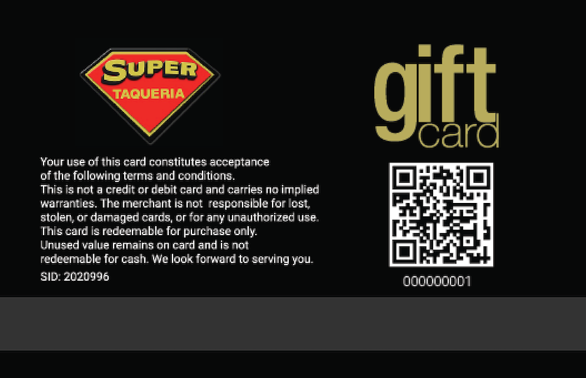 SUPER
TAQUERIA
gift
card
Your use of this card constitutes acceptance
of the following terms and conditions.
This is not a credit or debit card and carries no implied
warranties. The merchant is not responsible for lost,
stolen, or damaged cards, or for any unauthorized use.
This card is redeemable for purchase only.
Unused value remains on card and is not
redeemable for cash. We look forward to serving you.
SID: 2020996
000000001